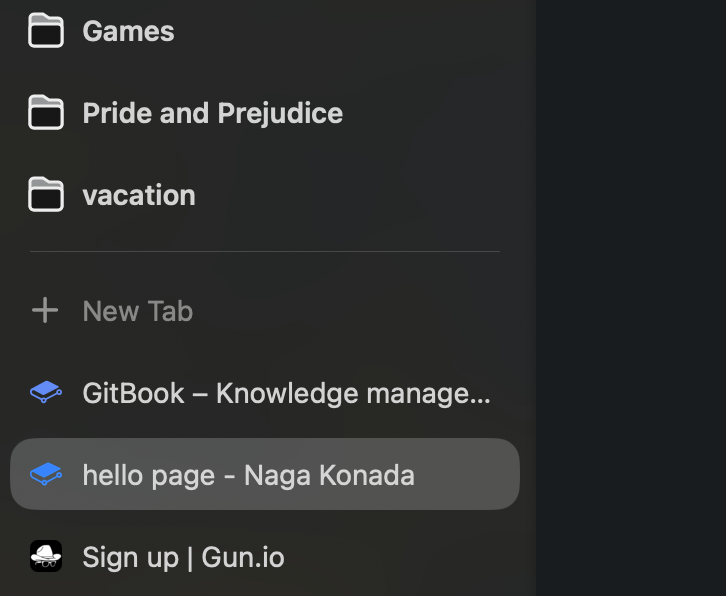 Games
Pride and Prejudice
vacation
New Tab
GitBook – Knowledge manage...
hello page - Naga Konada
Sign up | Gun.io